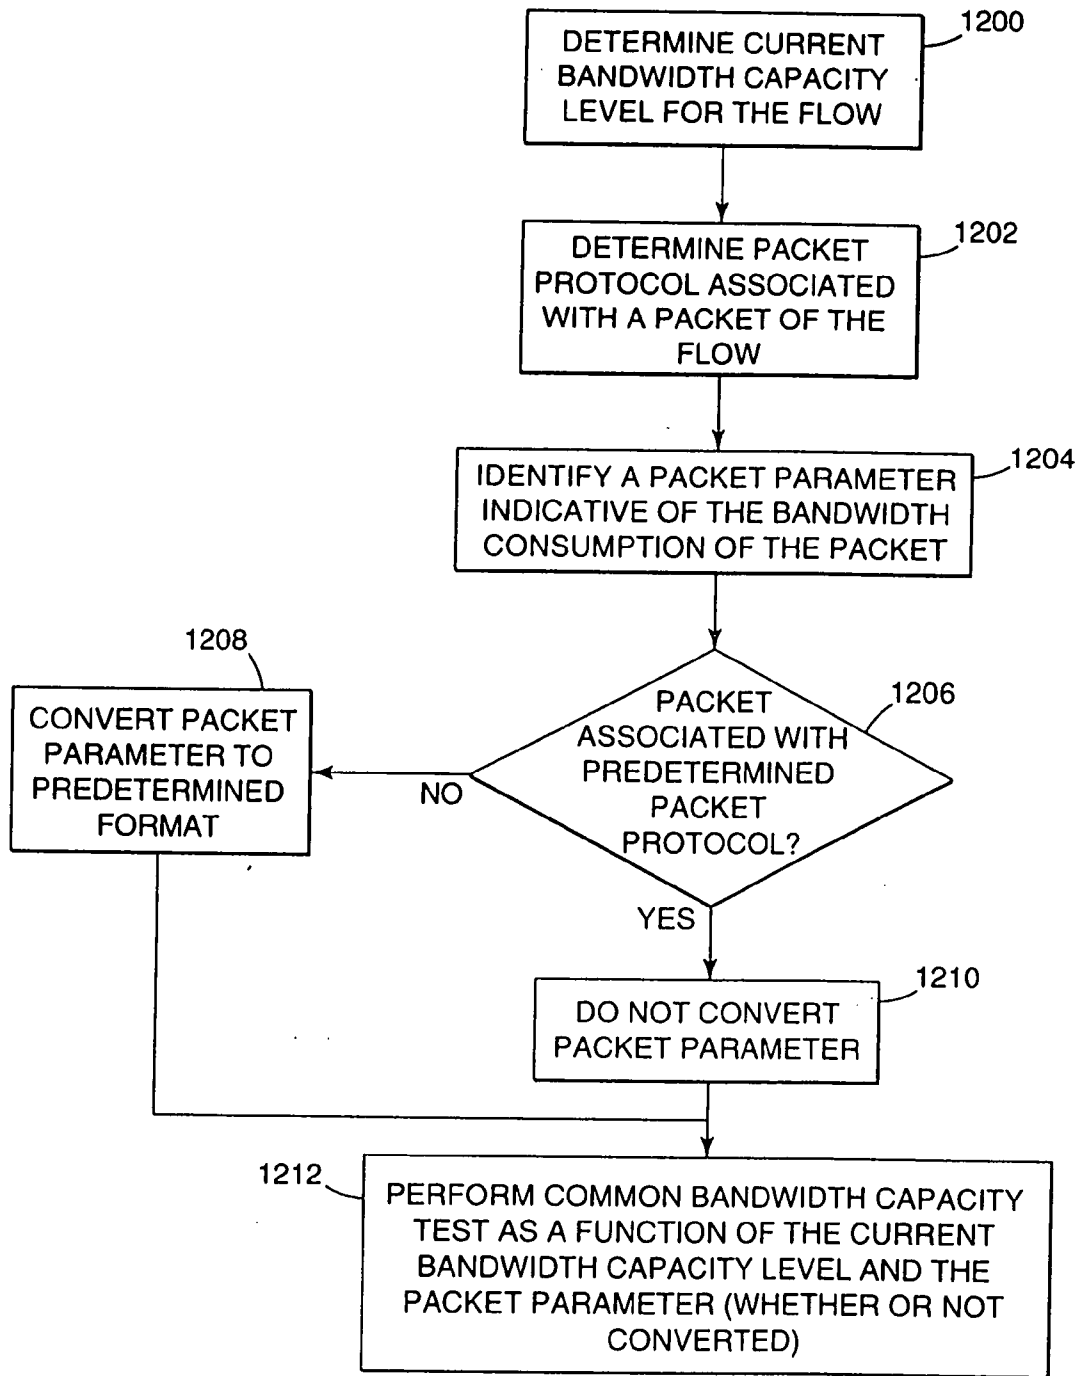 1200
DETERMINE CURRENT
BANDWIDTH CAPACITY
LEVEL FOR THE FLOW
1202
DETERMINE PACKET
PROTOCOL ASSOCIATED
WITH A PACKET OF THE
FLOW
1204
IDENTIFY A PACKET PARAMETER
INDICATIVE OF THE BANDWIDTH
CONSUMPTION OF THE PACKET
1206
PACKET
ASSOCIATED WITH
PREDETERMINED
PACKET
PROTOCOL?
NO
1208
CONVERT PACKET
PARAMETER TO
PREDETERMINED
FORMAT
YES
1210
DO NOT CONVERT
PACKET PARAMETER
1212
PERFORM COMMON BANDWIDTH CAPACITY
TEST AS A FUNCTION OF THE CURRENT
BANDWIDTH CAPACITY LEVEL AND THE
PACKET PARAMETER (WHETHER OR NOT
CONVERTED)